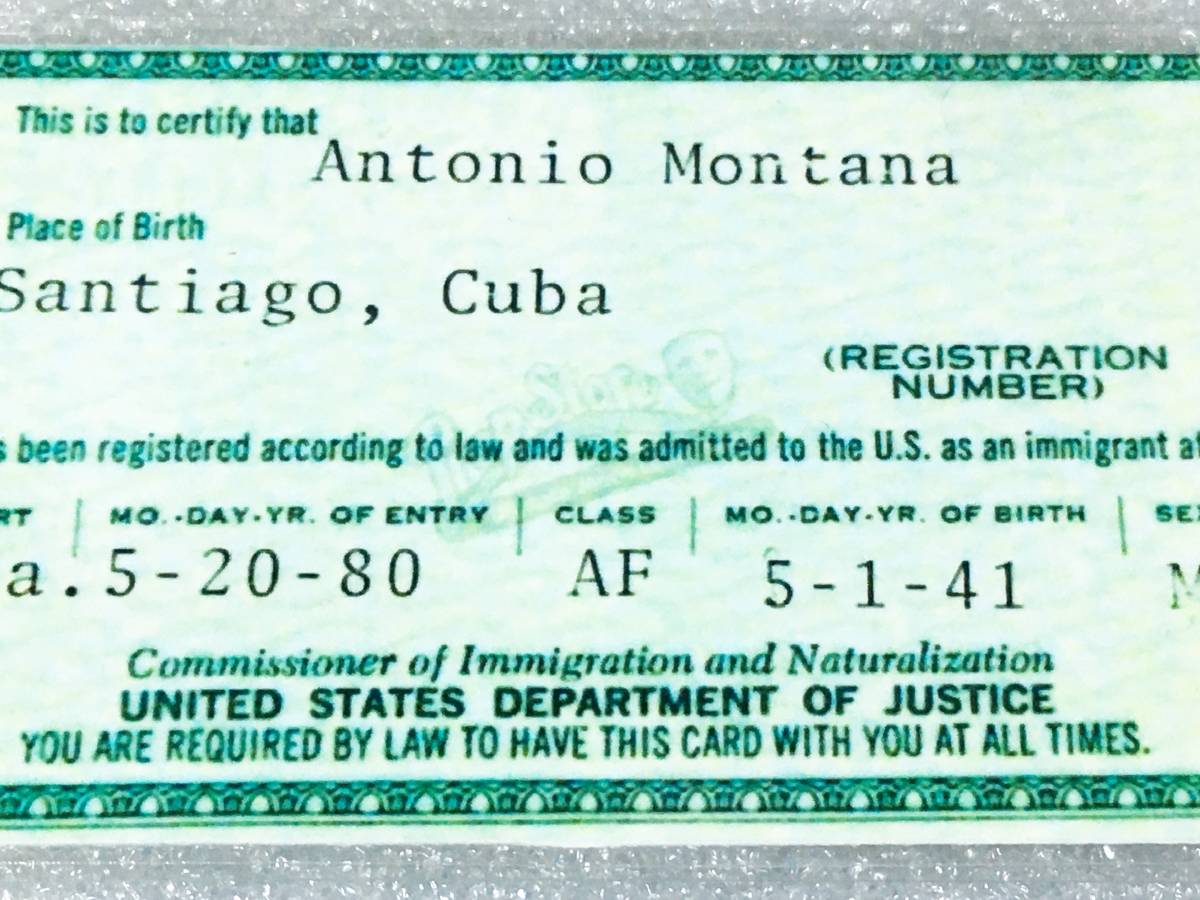 This is to certify that
Antonio Montana
Place of Birth
Santiago, Cuba
(REGISTRATION
NUMBER)
been registered according to law and was admitted to the U.S. as an immigrant
MO.-DAY-YR. OF ENTRY CLASS MO.-DAY-YR. OF BIRTH
a. 5-20-80 AF 5-1-41 M
Commissioner of Immigration and Naturalization
UNITED STATES DEPARTMENT OF JUSTICE
YOU ARE REQUIRED BY LAW TO HAVE THIS CARD WITH YOU AT ALL TIMES.